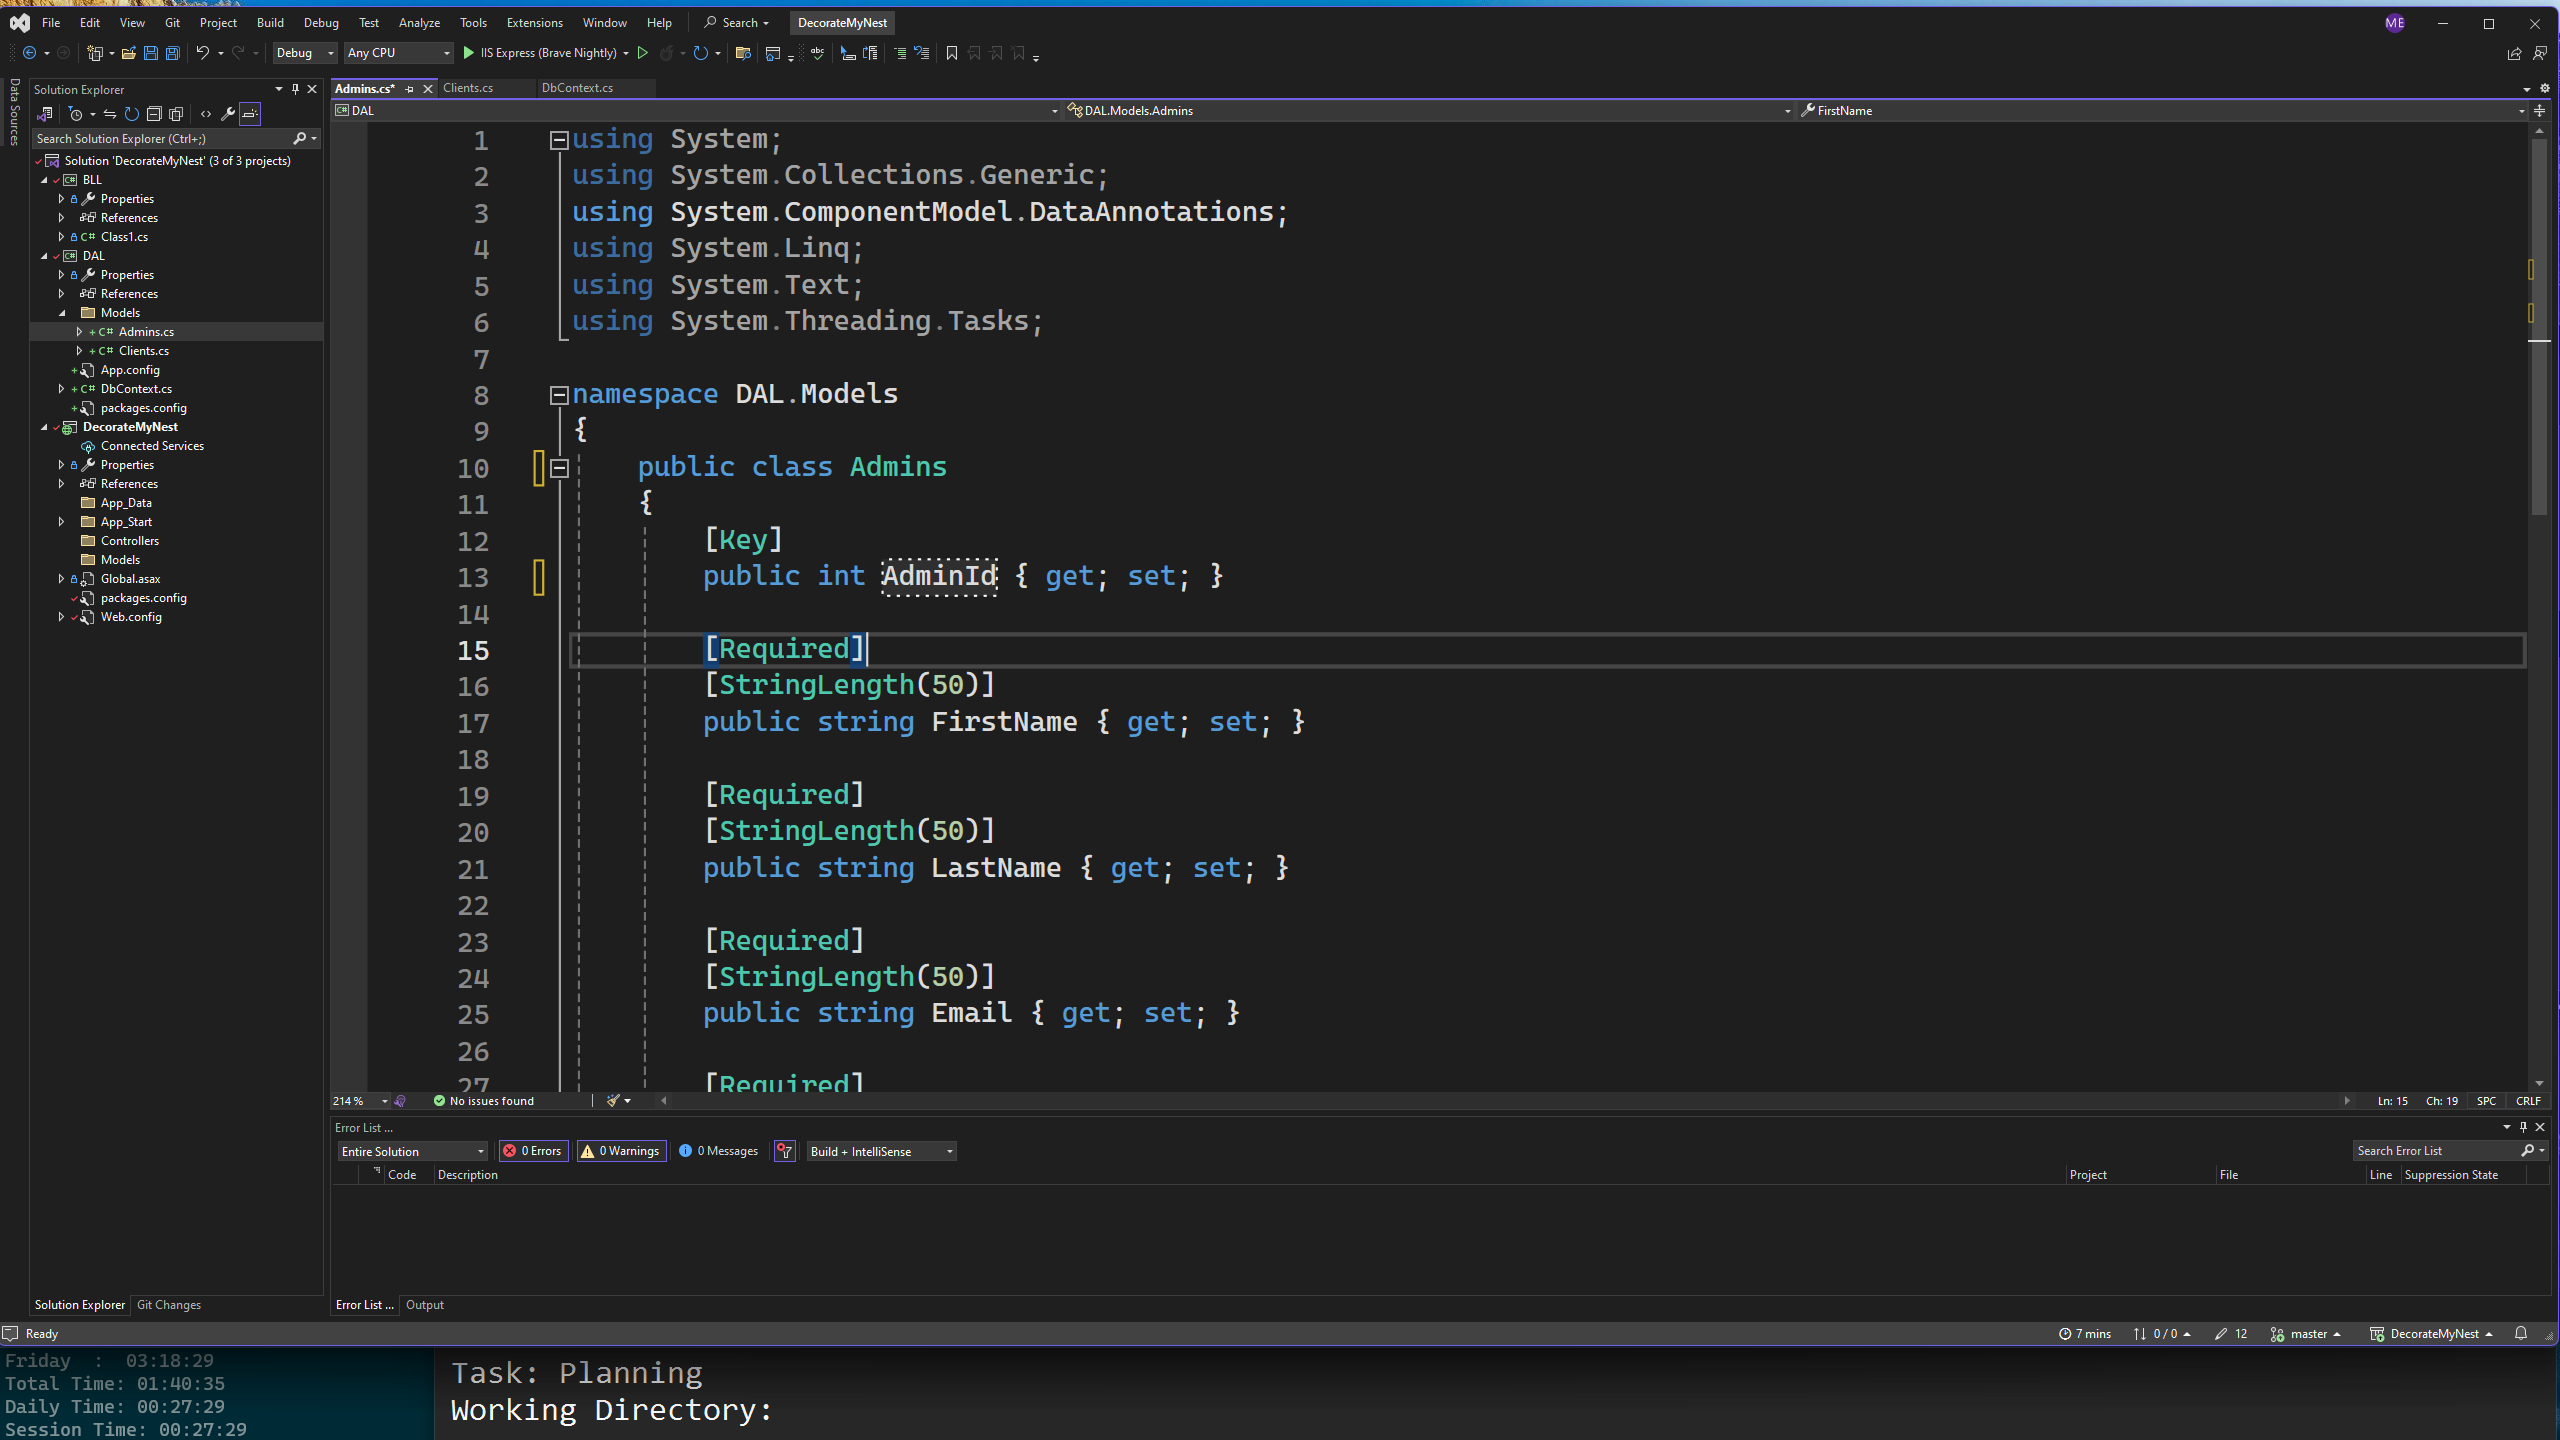 File Edit View Git Project Build Debug Test Analyze Tools Extensions Window Help Search DecorateMyNest ME
Debug Any CPU IIS Express (Brave Nightly)
Data Sources
Solution Explorer
Search Solution Explorer (Ctrl+;)
Solution 'DecorateMyNest' (3 of 3 projects)
BLL
Properties
References
C# Class1.cs
DAL
Properties
References
Models
C# Admins.cs
C# Clients.cs
App.config
C# DbContext.cs
packages.config
DecorateMyNest
Connected Services
Properties
References
App_Data
App_Start
Controllers
Models
Global.asax
packages.config
Web.config
Solution Explorer Git Changes
Admins.cs* Clients.cs DbContext.cs
DAL DAL.Models.Admins FirstName
1 using System;
2 using System.Collections.Generic;
3 using System.ComponentModel.DataAnnotations;
4 using System.Linq;
5 using System.Text;
6 using System.Threading.Tasks;
7
8 namespace DAL.Models
9 {
10 public class Admins
11 {
12 [Key]
13 public int AdminId { get; set; }
14
15 [Required]
16 [StringLength(50)]
17 public string FirstName { get; set; }
18
19 [Required]
20 [StringLength(50)]
21 public string LastName { get; set; }
22
23 [Required]
24 [StringLength(50)]
25 public string Email { get; set; }
26
27 [Required]
214 % No issues found Ln: 15 Ch: 19 SPC CRLF
Error List ...
Entire Solution 0 Errors 0 Warnings 0 Messages Build + IntelliSense Search Error List
Code Description Project File Line Suppression State
Error List ... Output
Ready 7 mins 0 / 0 12 master DecorateMyNest
Friday : 03:18:29
Total Time: 01:40:35
Daily Time: 00:27:29
Session Time: 00:27:29
Task: Planning
Working Directory: